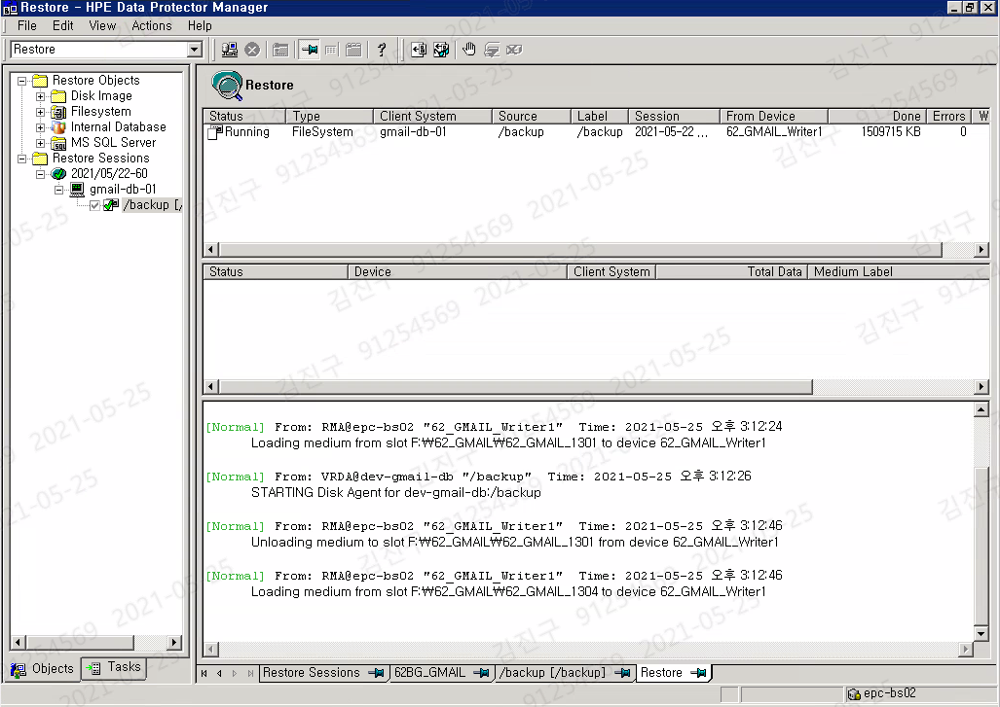 Restore - HPE Data Protector Manager
File Edit View Actions Help
Restore
Restore Objects
Disk Image
Filesystem
Internal Database
MS SQL Server
Restore Sessions
2021/05/22-60
gmail-db-01
/backup [/
Objects Tasks
Restore
Status Type Client System Source Label Session From Device Done Errors W
Running FileSystem gmail-db-01 /backup /backup 2021-05-22 ... 62_GMAIL_Writer1 1509715 KB 0
Status Device Client System Total Data Medium Label
[Normal] From: RMA@epc-bs02 "62_GMAIL_Writer1" Time: 2021-05-25 오후 3:12:24
Loading medium from slot F:₩62_GMAIL₩62_GMAIL_1301 to device 62_GMAIL_Writer1
[Normal] From: VRDA@dev-gmail-db "/backup" Time: 2021-05-25 오후 3:12:26
STARTING Disk Agent for dev-gmail-db:/backup
[Normal] From: RMA@epc-bs02 "62_GMAIL_Writer1" Time: 2021-05-25 오후 3:12:46
Unloading medium to slot F:₩62_GMAIL₩62_GMAIL_1301 from device 62_GMAIL_Writer1
[Normal] From: RMA@epc-bs02 "62_GMAIL_Writer1" Time: 2021-05-25 오후 3:12:46
Loading medium from slot F:₩62_GMAIL₩62_GMAIL_1304 to device 62_GMAIL_Writer1
Restore Sessions 62BG_GMAIL /backup [/backup] Restore
epc-bs02
김진구 91254569 2021-05-25